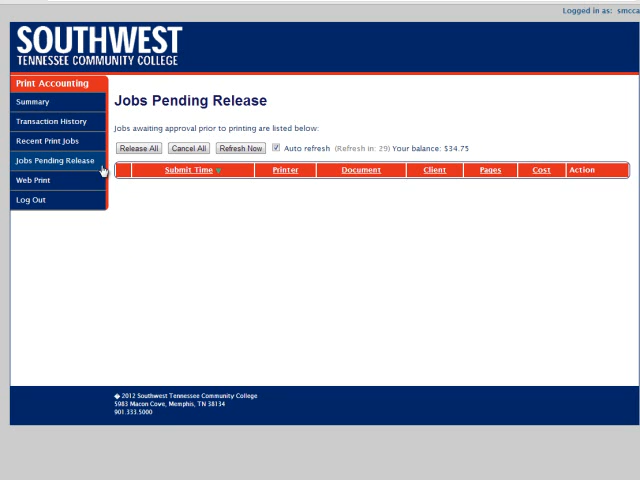 Logged in as: smcca
SOUTHWEST
TENNESSEE COMMUNITY COLLEGE
Print Accounting
Summary
Transaction History
Recent Print Jobs
Jobs Pending Release
Web Print
Log Out
Jobs Pending Release
Jobs awaiting approval prior to printing are listed below:
Release All Cancel All Refresh Now Auto refresh (Refresh in: 29) Your balance: $34.75
Submit Time Printer Document Client Pages Cost Action
� 2012 Southwest Tennessee Community College
5983 Macon Cove, Memphis, TN 38134
901.333.5000